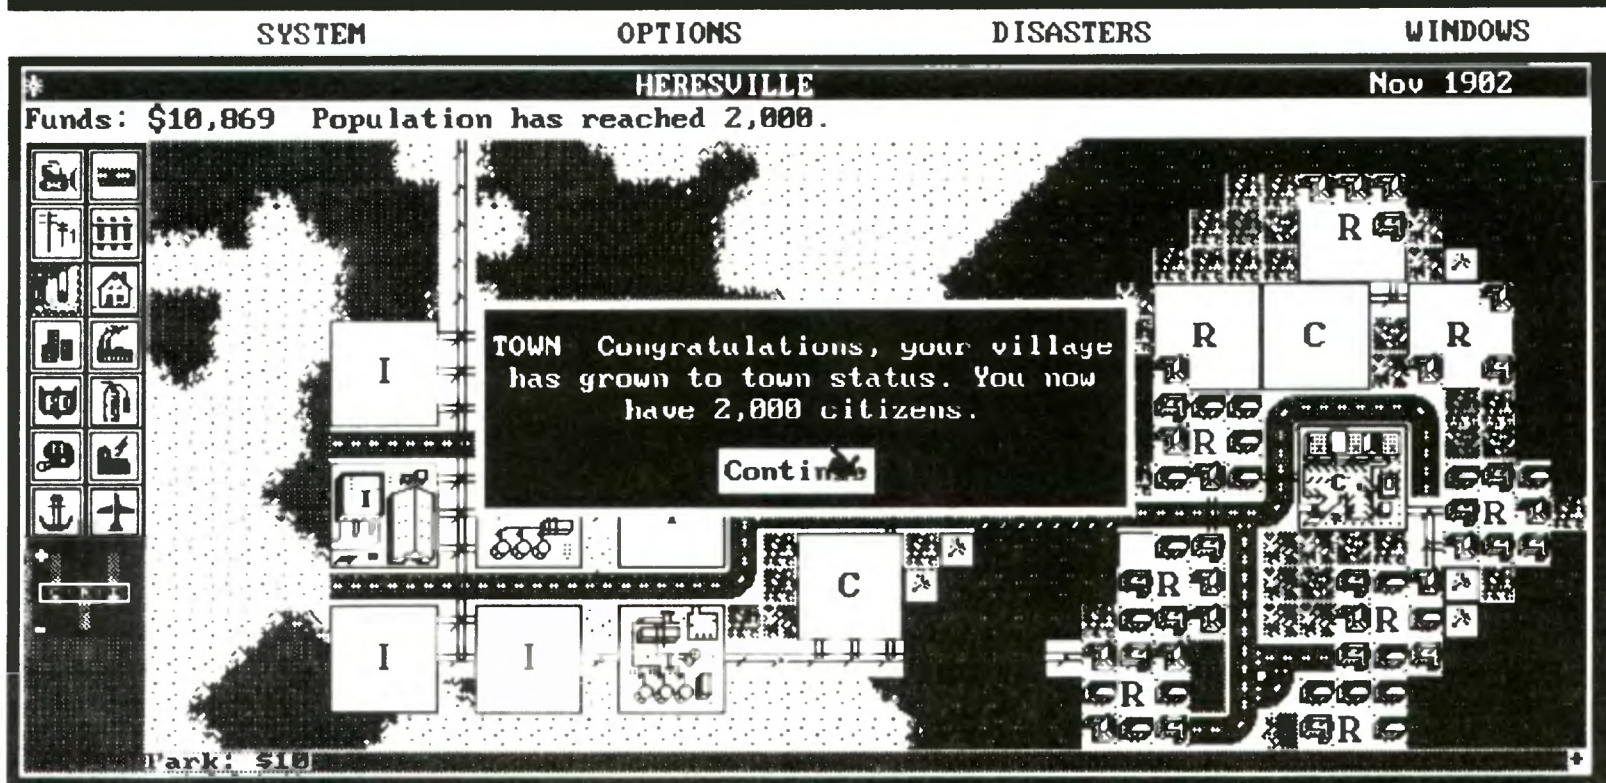 SYSTEM OPTIONS DISASTERS WINDOWS
HERESVILLE Nov 1902
Funds: $10,869 Population has reached 2,000.
R
R C R
I
TOWN Congratulations, your village
has grown to town status. You now
have 2,000 citizens.
R
Continue
I C R
C R
R
I I
R
R
Park: $10